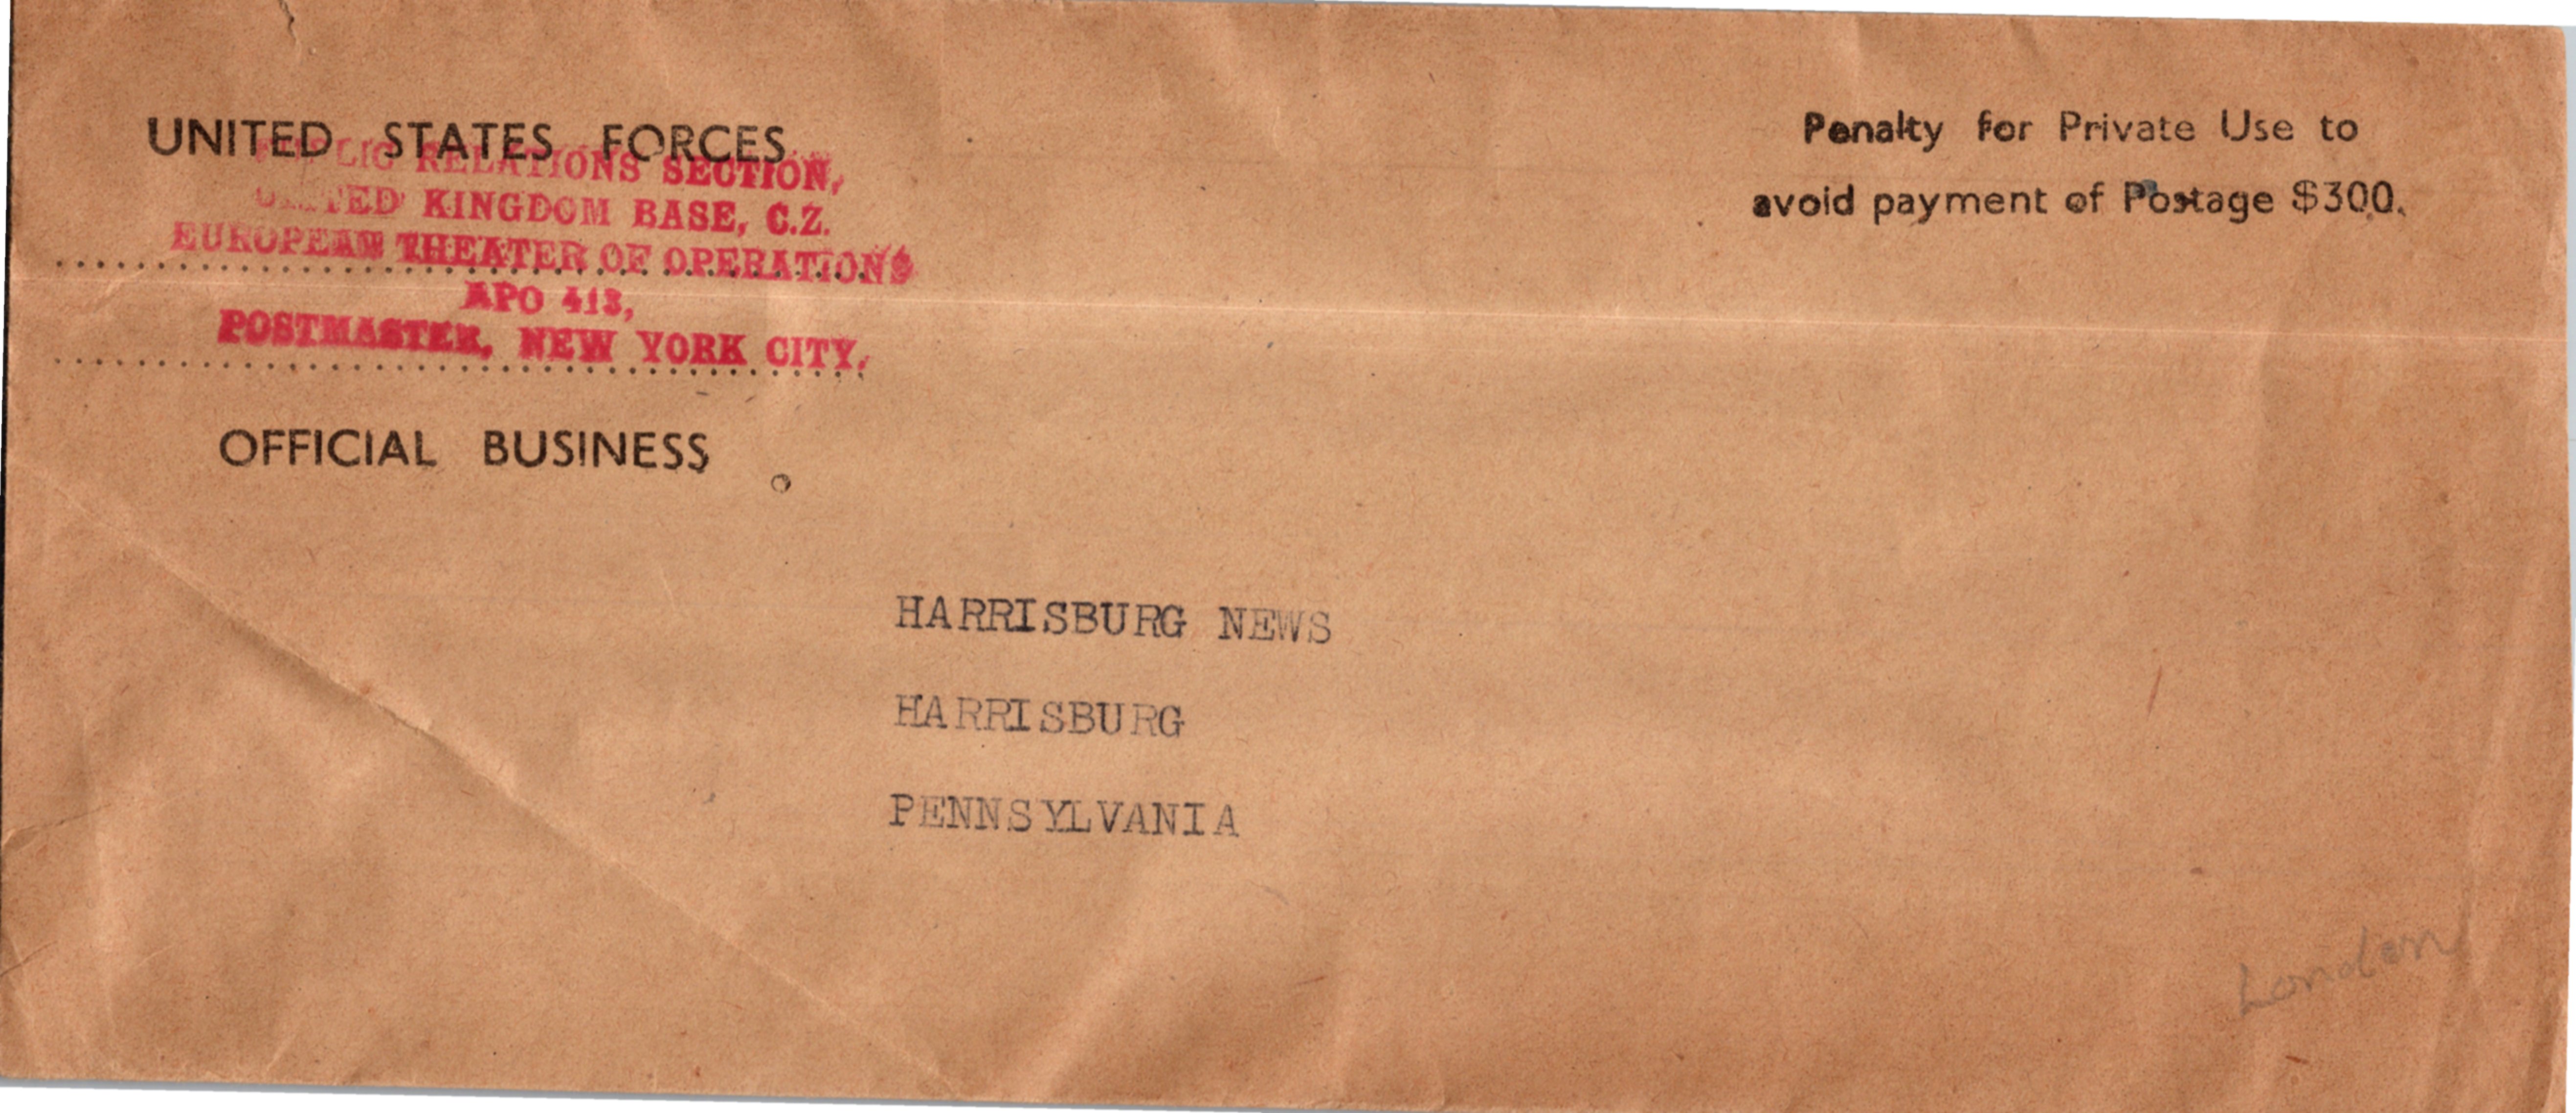 UNITED STATES FORCES
PUBLIC RELATIONS SECTION,
UNITED KINGDOM BASE, C.Z.
EUROPEAN THEATER OF OPERATIONS
APO 413,
POSTMASTER, NEW YORK CITY.
OFFICIAL BUSINESS
Penalty for Private Use to
avoid payment of Postage $300.
HARRISBURG NEWS
HARRISBURG
PENNSYLVANIA
London